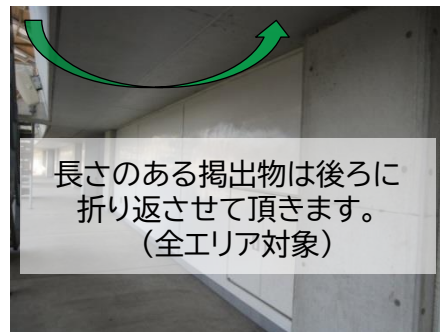 長さのある掲出物は後ろに
折り返させて頂きます。
（全エリア対象）